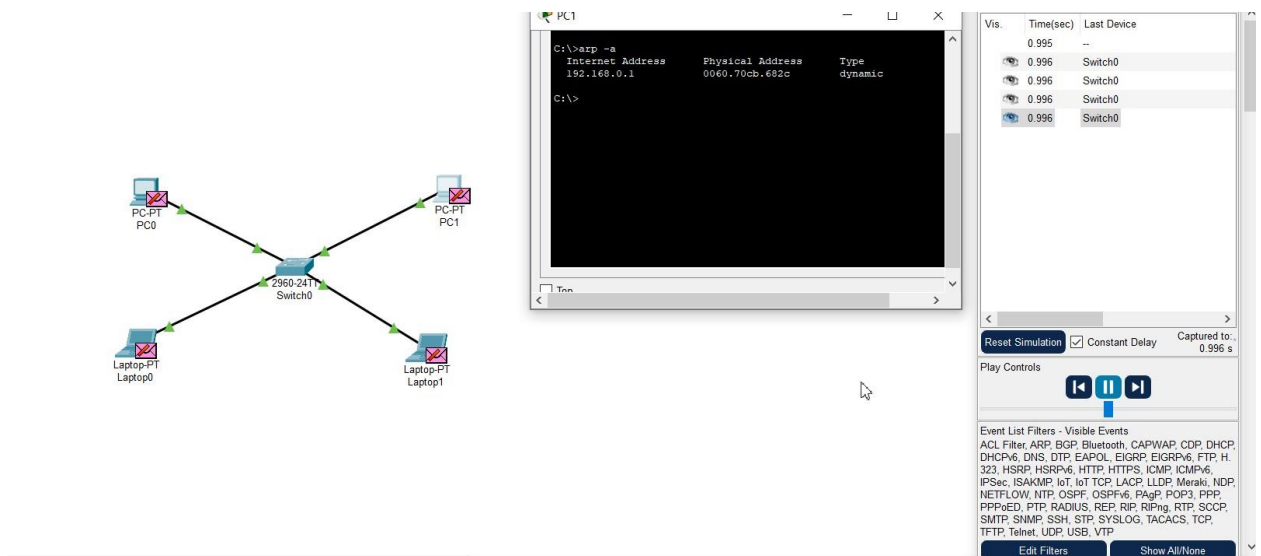 PC1
C:\>arp -a
Internet Address Physical Address Type
192.168.0.1 0060.70cb.682c dynamic
C:\>
Top
PC-PT
PC0
PC-PT
PC1
2960-24TT
Switch0
Laptop-PT
Laptop0
Laptop-PT
Laptop1
Vis. Time(sec) Last Device
0.995 --
0.996 Switch0
0.996 Switch0
0.996 Switch0
0.996 Switch0
Reset Simulation Constant Delay Captured to:
0.996 s
Play Controls
Event List Filters - Visible Events
ACL Filter, ARP, BGP, Bluetooth, CAPWAP, CDP, DHCP,
DHCPv6, DNS, DTP, EAPOL, EIGRP, EIGRPv6, FTP, H.
323, HSRP, HSRPv6, HTTP, HTTPS, ICMP, ICMPv6,
IPSec, ISAKMP, IoT, IoT TCP, LACP, LLDP, Meraki, NDP,
NETFLOW, NTP, OSPF, OSPFv6, PAgP, POP3, PPP,
PPPoED, PTP, RADIUS, REP, RIP, RIPng, RTP, SCCP,
SMTP, SNMP, SSH, STP, SYSLOG, TACACS, TCP,
TFTP, Telnet, UDP, USB, VTP
Edit Filters Show All/None